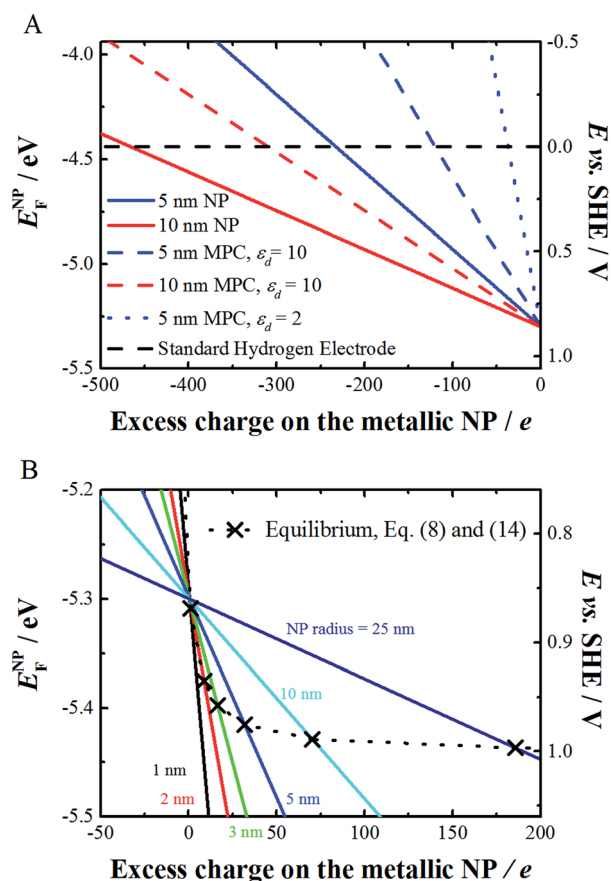 A
-4.0
-4.5
-5.0
-5.5
E_F^NP / eV
-0.5
0.0
0.5
1.0
E vs. SHE / V
5 nm NP
10 nm NP
5 nm MPC, ε_d = 10
10 nm MPC, ε_d = 10
5 nm MPC, ε_d = 2
Standard Hydrogen Electrode
-500 -400 -300 -200 -100 0
Excess charge on the metallic NP / e
B
-5.2
-5.3
-5.4
-5.5
E_F^NP / eV
0.8
0.9
1.0
E vs. SHE / V
Equilibrium, Eq. (8) and (14)
NP radius = 25 nm
10 nm
1 nm
2 nm
5 nm
3 nm
-50 0 50 100 150 200
Excess charge on the metallic NP / e